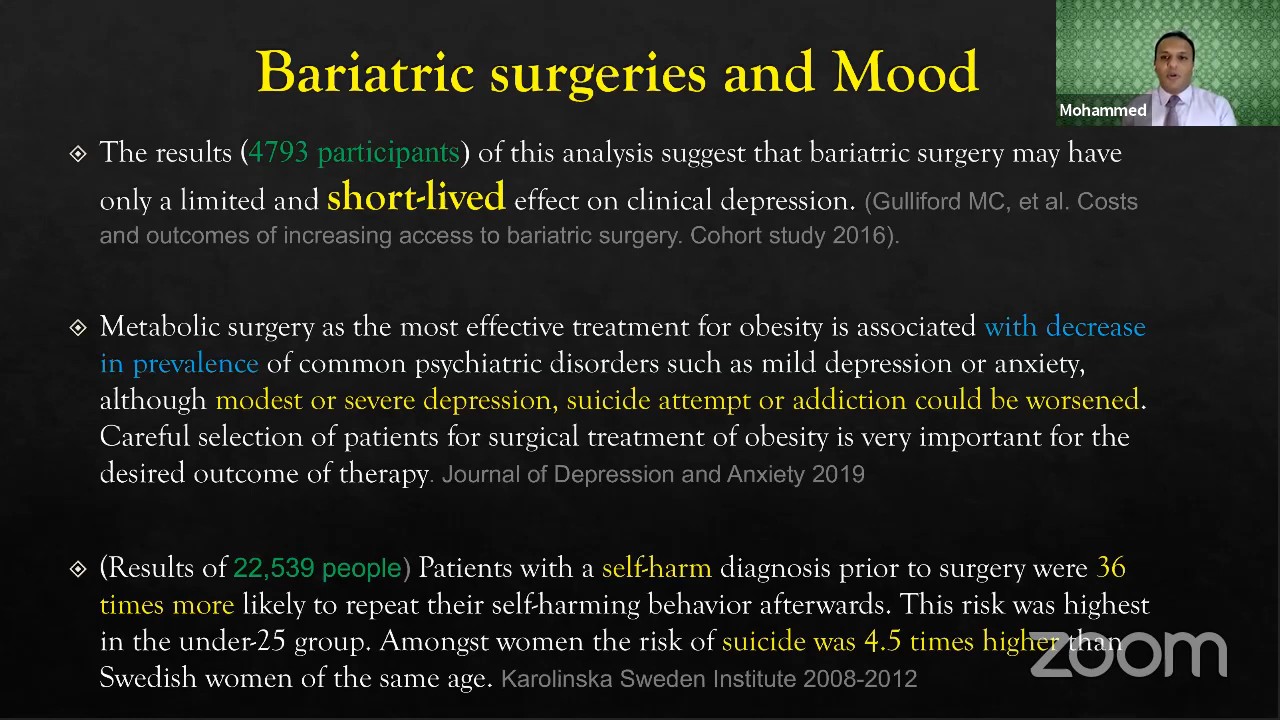 Bariatric surgeries and Mood
Mohammed
The results (4793 participants) of this analysis suggest that bariatric surgery may have
only a limited and short-lived effect on clinical depression. (Gulliford MC, et al. Costs
and outcomes of increasing access to bariatric surgery. Cohort study 2016).
Metabolic surgery as the most effective treatment for obesity is associated with decrease
in prevalence of common psychiatric disorders such as mild depression or anxiety,
although modest or severe depression, suicide attempt or addiction could be worsened.
Careful selection of patients for surgical treatment of obesity is very important for the
desired outcome of therapy. Journal of Depression and Anxiety 2019
(Results of 22,539 people) Patients with a self-harm diagnosis prior to surgery were 36
times more likely to repeat their self-harming behavior afterwards. This risk was highest
in the under-25 group. Amongst women the risk of suicide was 4.5 times higher than
Swedish women of the same age. Karolinska Sweden Institute 2008-2012
zoom